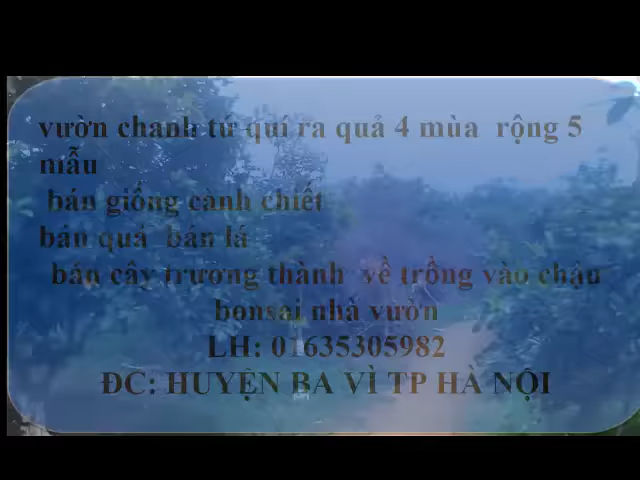 vườn chanh tứ quí ra quả 4 mùa rộng 5
mẫu
bán giống cành chiết
bán quả bán lá
bán cây trương thành về trồng vào chậu
bonsai nhà vườn
LH: 01635305982
ĐC: HUYỆN BA VÌ TP HÀ NỘI